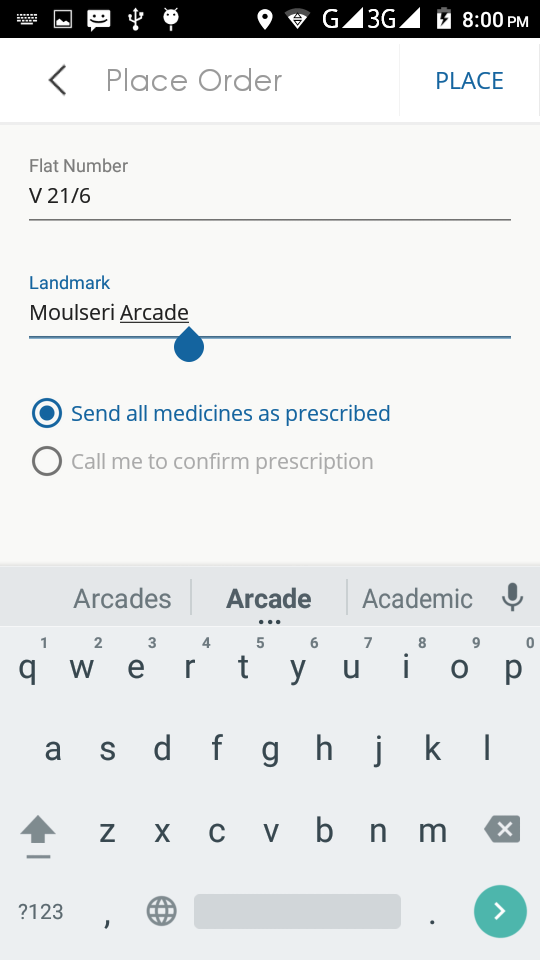 G 3G 8:00 PM
Place Order PLACE
Flat Number
V 21/6
Landmark
Moulseri Arcade
Send all medicines as prescribed
Call me to confirm prescription
Arcades Arcade Academic
1 2 3 4 5 6 7 8 9 0
q w e r t y u i o p
a s d f g h j k l
z x c v b n m
?123 , .